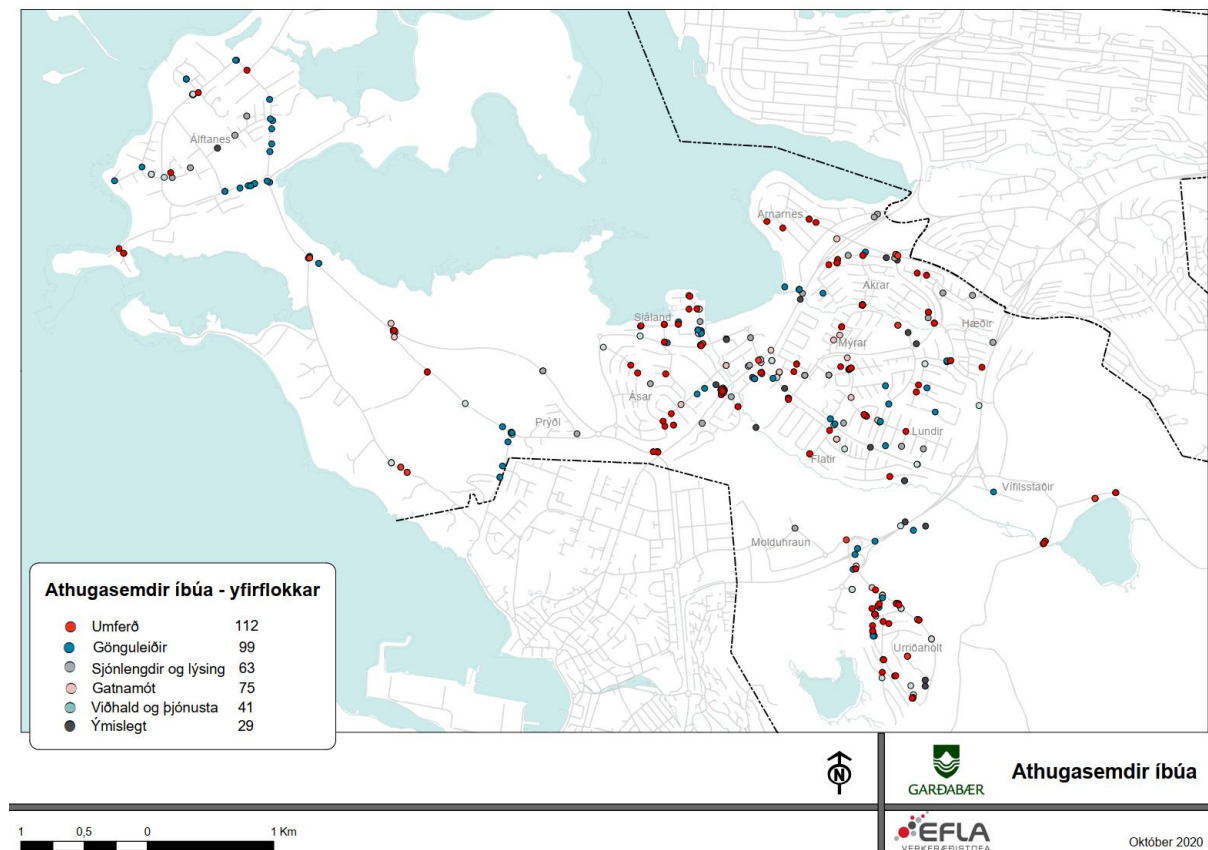 Álftanes
Arnarnes
Akrar
Sjáland
Hæðir
Mýrar
Ásar
Prýði
Lundir
Flatir
Vífilsstaðir
Molduhraun
Urriðaholt
Athugasemdir íbúa - yfirflokkar
Umferð 112
Gönguleiðir 99
Sjónlengdir og lýsing 63
Gatnamót 75
Viðhald og þjónusta 41
Ýmislegt 29
N
GARÐABÆR
Athugasemdir íbúa
1 0,5 0 1 Km
EFLA
VERKFRÆÐISTOFA
Október 2020